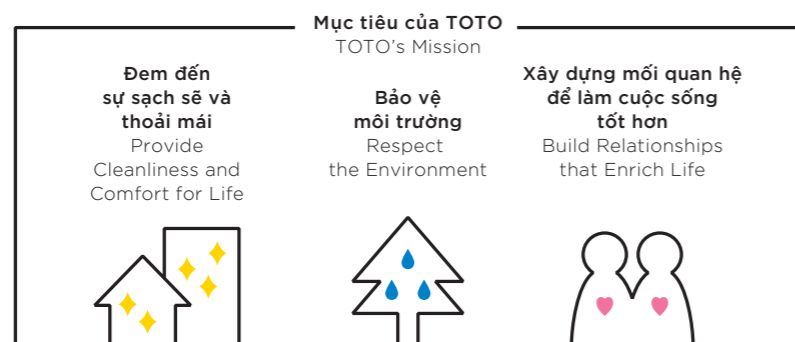 Mục tiêu của TOTO
TOTO's Mission
Đem đến
sự sạch sẽ và
thoải mái
Provide
Cleanliness and
Comfort for Life
Bảo vệ
môi trường
Respect
the Environment
Xây dựng mối quan hệ
để làm cuộc sống
tốt hơn
Build Relationships
that Enrich Life